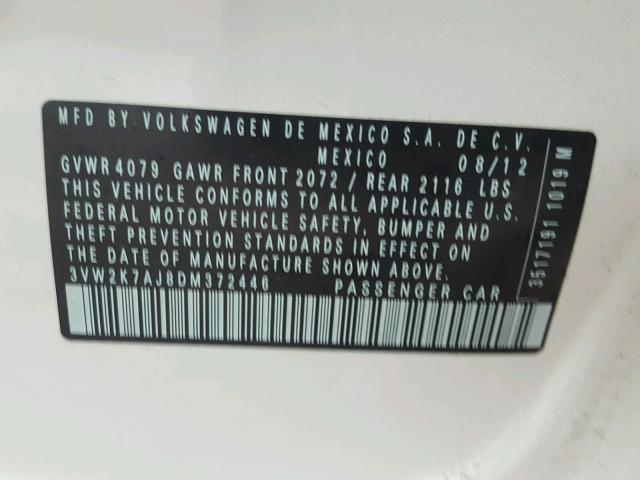 MFD BY VOLKSWAGEN DE MEXICO S.A. DE C.V.
MEXICO 08/12
GVWR 4079 GAWR FRONT 2072 / REAR 2116 LBS
THIS VEHICLE CONFORMS TO ALL APPLICABLE U.S.
FEDERAL MOTOR VEHICLE SAFETY, BUMPER AND
THEFT PREVENTION STANDARDS IN EFFECT ON
THE DATE OF MANUFACTURE SHOWN ABOVE.
3VW2K7AJ8DM372446 PASSENGER CAR
3517191 1019 M